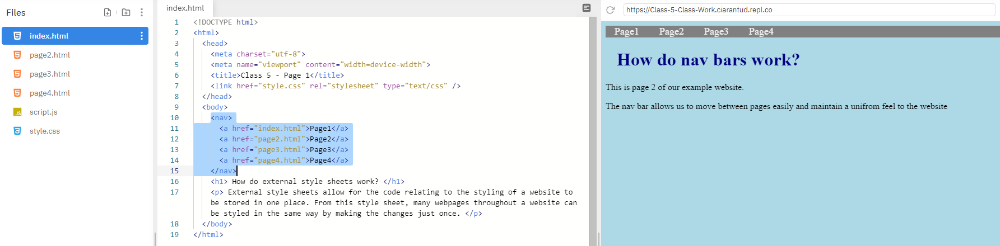 Files
index.html
page2.html
page3.html
page4.html
JS script.js
style.css
index.html
1 <!DOCTYPE html>
2 <html>
3 <head>
4 <meta charset="utf-8">
5 <meta name="viewport" content="width=device-width">
6 <title>Class 5 - Page 1</title>
7 <link href="style.css" rel="stylesheet" type="text/css" />
8 </head>
9 <body>
10 <nav>
11 <a href="index.html">Page1</a>
12 <a href="page2.html">Page2</a>
13 <a href="page3.html">Page3</a>
14 <a href="page4.html">Page4</a>
15 </nav>
16 <h1> How do external style sheets work? </h1>
17 <p> External style sheets allow for the code relating to the styling of a website to
be stored in one place. From this style sheet, many webpages throughout a website can
be styled in the same way by making the changes just once. </p>
18 </body>
19 </html>
https://Class-5-Class-Work.ciarantud.repl.co
Page1 Page2 Page3 Page4
How do nav bars work?
This is page 2 of our example website.
The nav bar allows us to move between pages easily and maintain a unifrom feel to the website